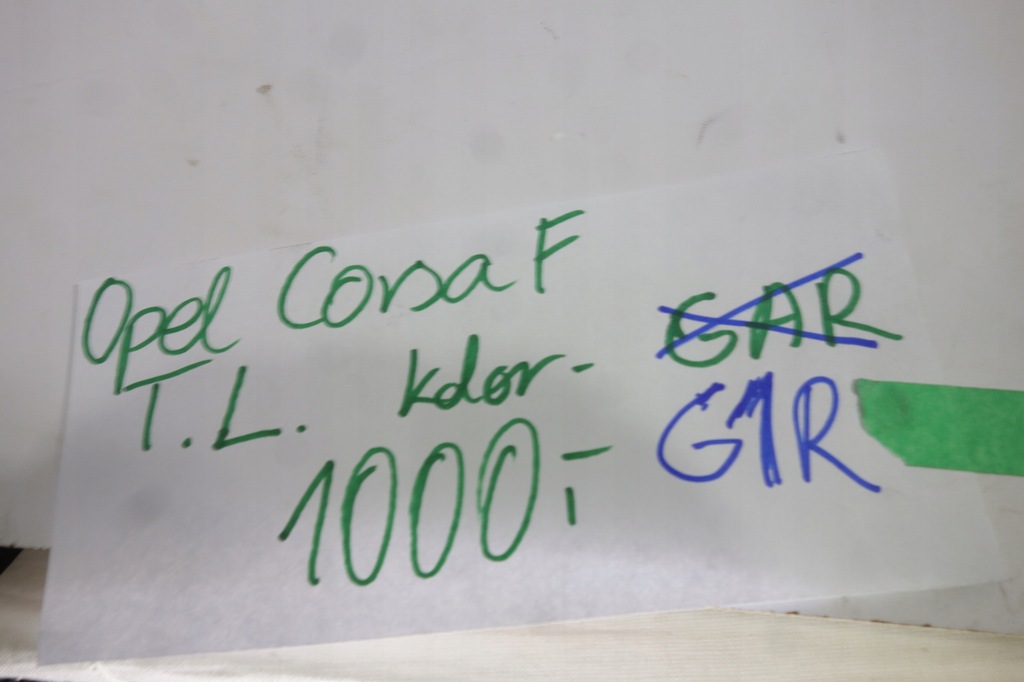 Opel Corsa F
T.L. kdor-
1000,-
GAR
G1R